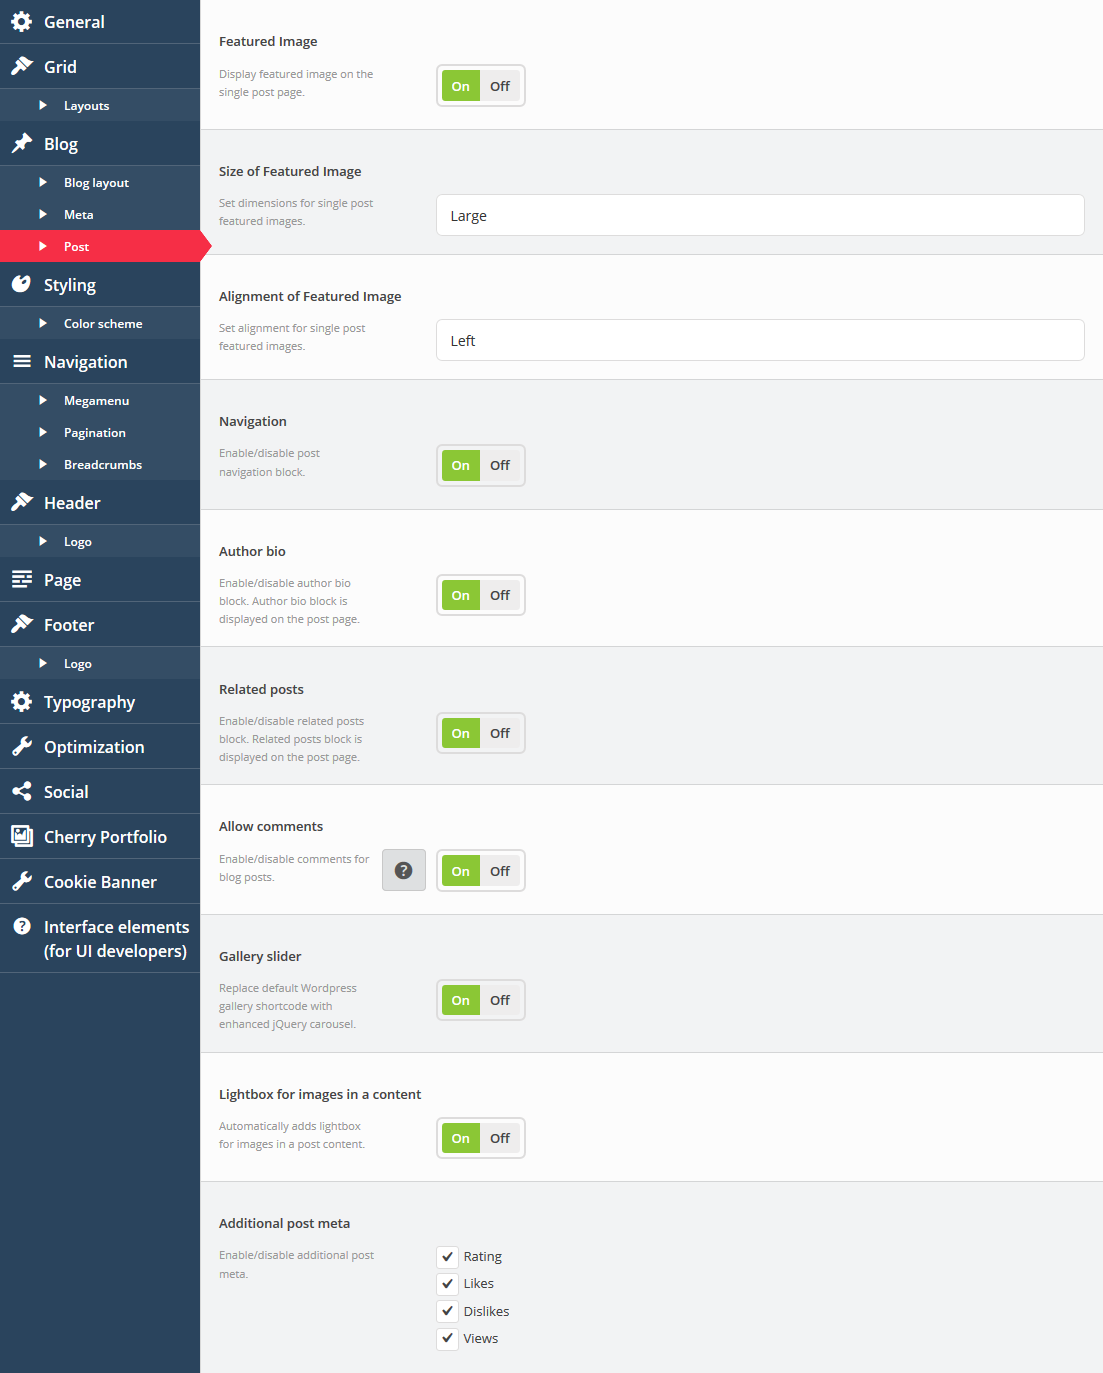 General
Grid
Layouts
Blog
Blog layout
Meta
Post
Styling
Color scheme
Navigation
Megamenu
Pagination
Breadcrumbs
Header
Logo
Page
Footer
Logo
Typography
Optimization
Social
Cherry Portfolio
Cookie Banner
Interface elements
(for UI developers)
Featured Image
Display featured image on the
single post page.
On Off
Size of Featured Image
Set dimensions for single post
featured images.
Large
Alignment of Featured Image
Set alignment for single post
featured images.
Left
Navigation
Enable/disable post
navigation block.
On Off
Author bio
Enable/disable author bio
block. Author bio block is
displayed on the post page.
On Off
Related posts
Enable/disable related posts
block. Related posts block is
displayed on the post page.
On Off
Allow comments
Enable/disable comments for
blog posts.
?
On Off
Gallery slider
Replace default Wordpress
gallery shortcode with
enhanced jQuery carousel.
On Off
Lightbox for images in a content
Automatically adds lightbox
for images in a post content.
On Off
Additional post meta
Enable/disable additional post
meta.
Rating
Likes
Dislikes
Views